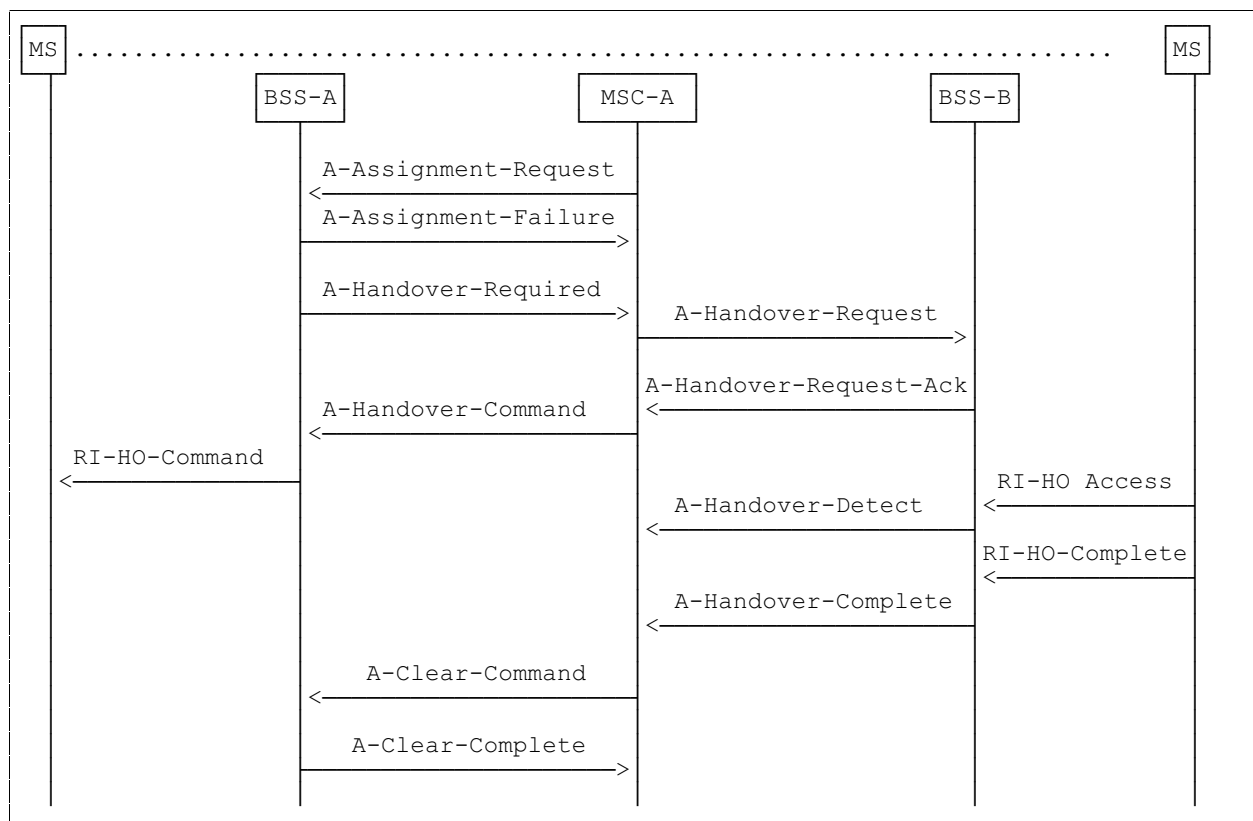 MS MS
BSS-A MSC-A BSS-B
A-Assignment-Request
A-Assignment-Failure
A-Handover-Required
A-Handover-Request
A-Handover-Request-Ack
A-Handover-Command
RI-HO-Command
RI-HO Access
A-Handover-Detect
RI-HO-Complete
A-Handover-Complete
A-Clear-Command
A-Clear-Complete